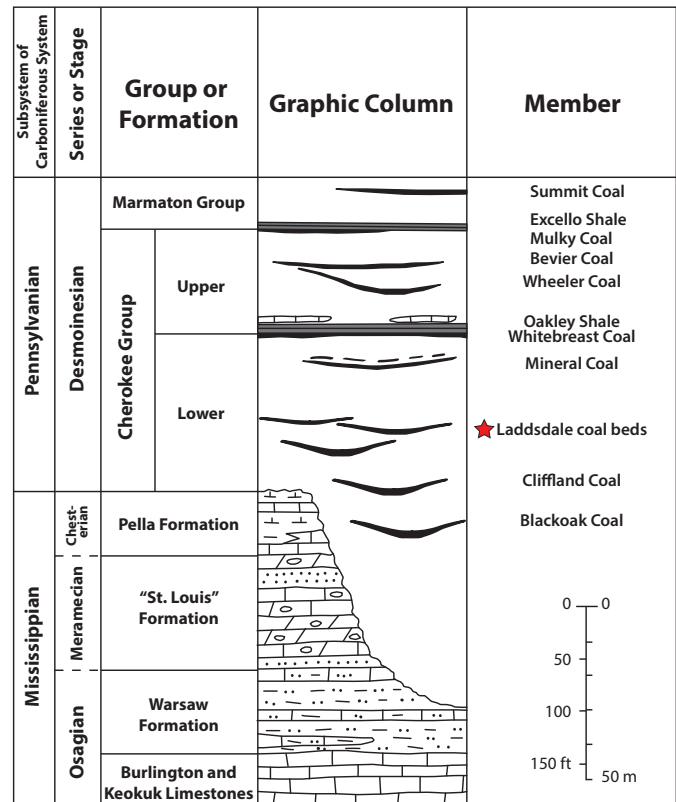 Subsystem of
Carboniferous System
Series or Stage
Group or
Formation
Graphic Column
Member
Pennsylvanian
Desmoinesian
Marmaton Group
Cherokee Group
Upper
Lower
Summit Coal
Excello Shale
Mulky Coal
Bevier Coal
Wheeler Coal
Oakley Shale
Whitebreast Coal
Mineral Coal
Laddsdale coal beds
Cliffland Coal
Blackoak Coal
Mississippian
Chest-
erian
Pella Formation
Meramecian
"St. Louis"
Formation
Osagian
Warsaw
Formation
Burlington and
Keokuk Limestones
0 0
50
100
150 ft
50 m